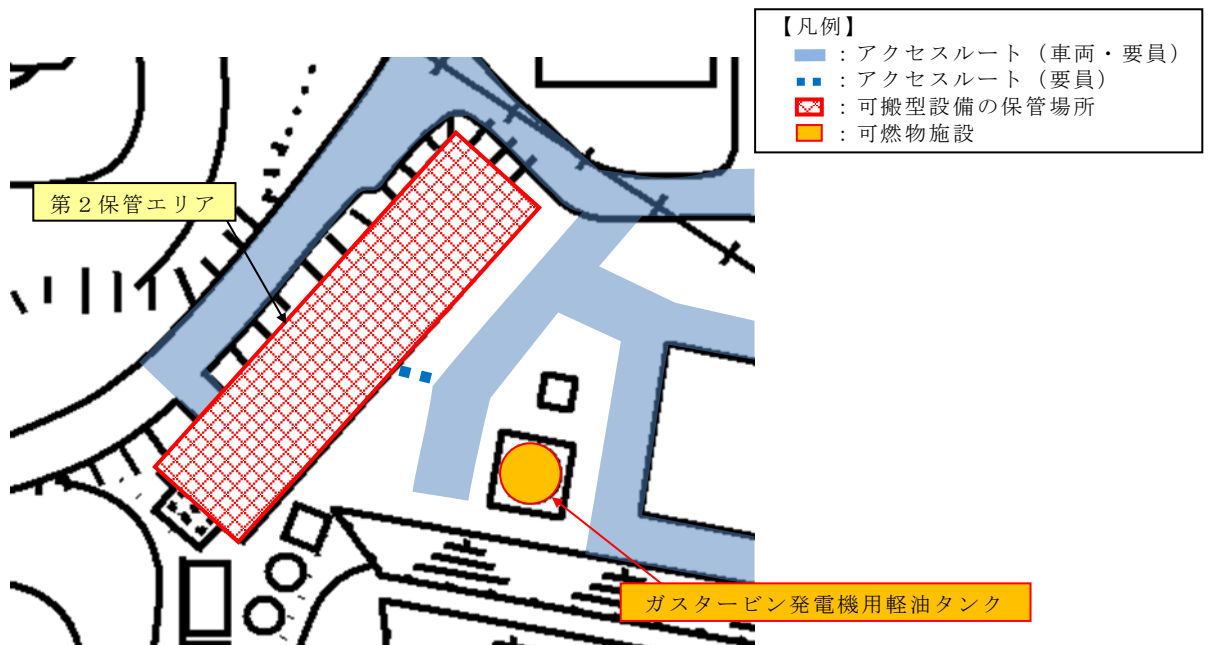 【凡例】
：アクセスルート（車両・要員）
：アクセスルート（要員）
：可搬型設備の保管場所
：可燃物施設
第２保管エリア
ガスタービン発電機用軽油タンク